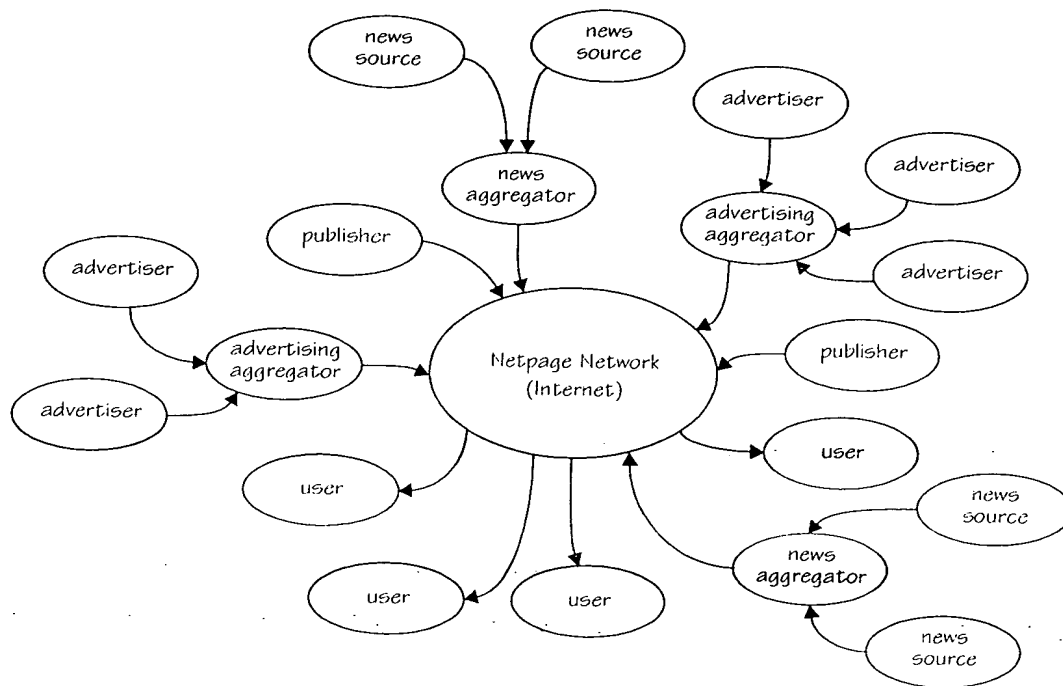 news
source
news
source
advertiser
news
aggregator
advertiser
advertising
aggregator
publisher
advertiser
advertiser
advertising
aggregator
Netpage Network
(Internet)
publisher
advertiser
user
user
news
source
news
aggregator
user
user
news
source